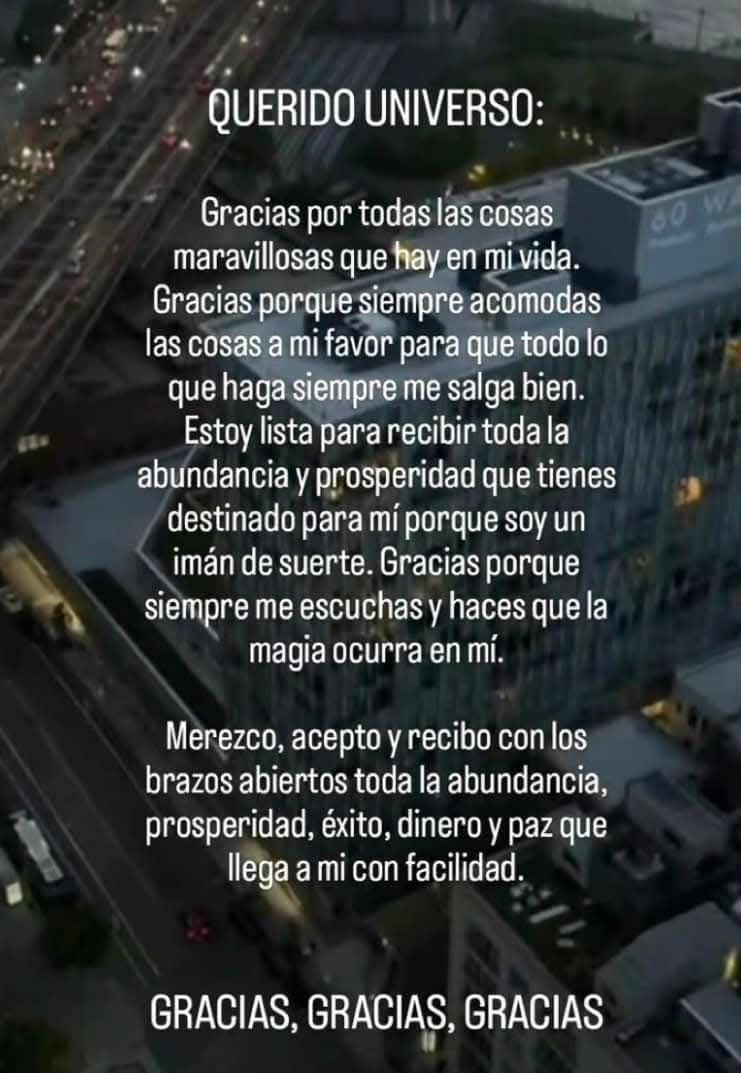 QUERIDO UNIVERSO:
Gracias por todas las cosas
maravillosas que hay en mi vida.
Gracias porque siempre acomodas
las cosas a mi favor para que todo lo
que haga siempre me salga bien.
Estoy lista para recibir toda la
abundancia y prosperidad que tienes
destinado para mí porque soy un
imán de suerte. Gracias porque
siempre me escuchas y haces que la
magia ocurra en mí.
Merezco, acepto y recibo con los
brazos abiertos toda la abundancia,
prosperidad, éxito, dinero y paz que
llega a mi con facilidad.
GRACIAS, GRACIAS, GRACIAS
60 WA